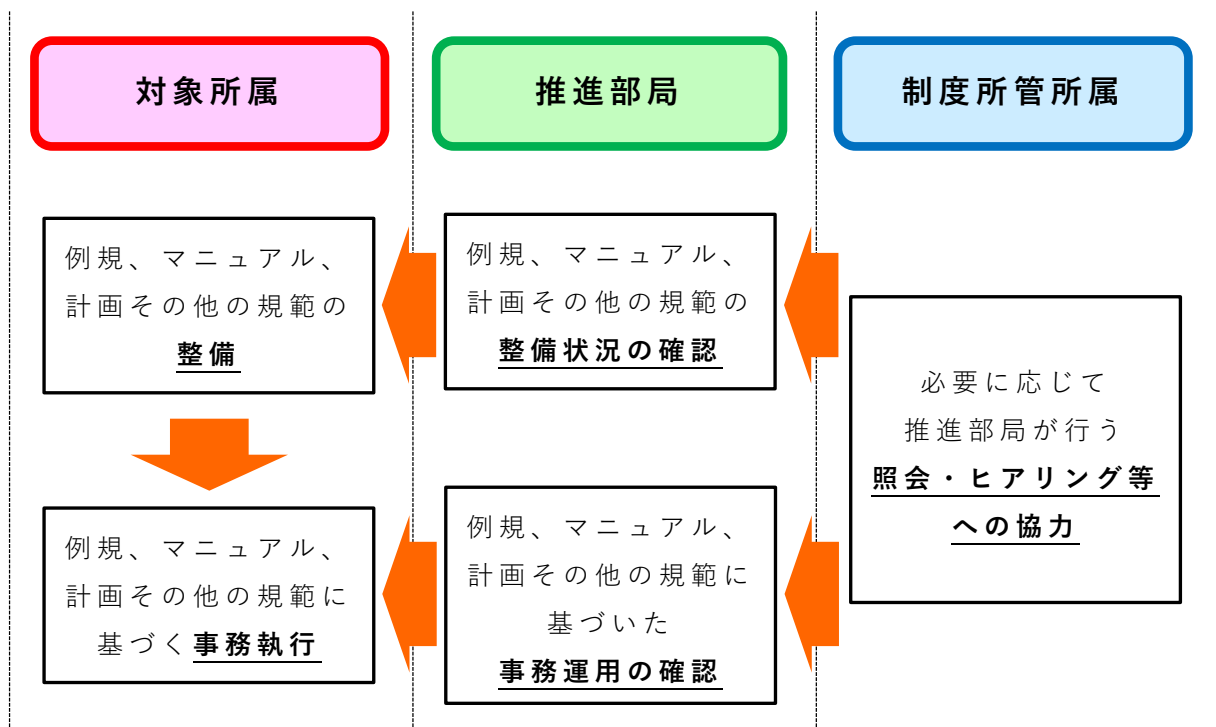 対象所属
推進部局
制度所管所属
例規、マニュアル、
計画その他の規範の
整備
例規、マニュアル、
計画その他の規範の
整備状況の確認
必要に応じて
推進部局が行う
照会・ヒアリング等
への協力
例規、マニュアル、
計画その他の規範に
基づく事務執行
例規、マニュアル、
計画その他の規範に
基づいた
事務運用の確認